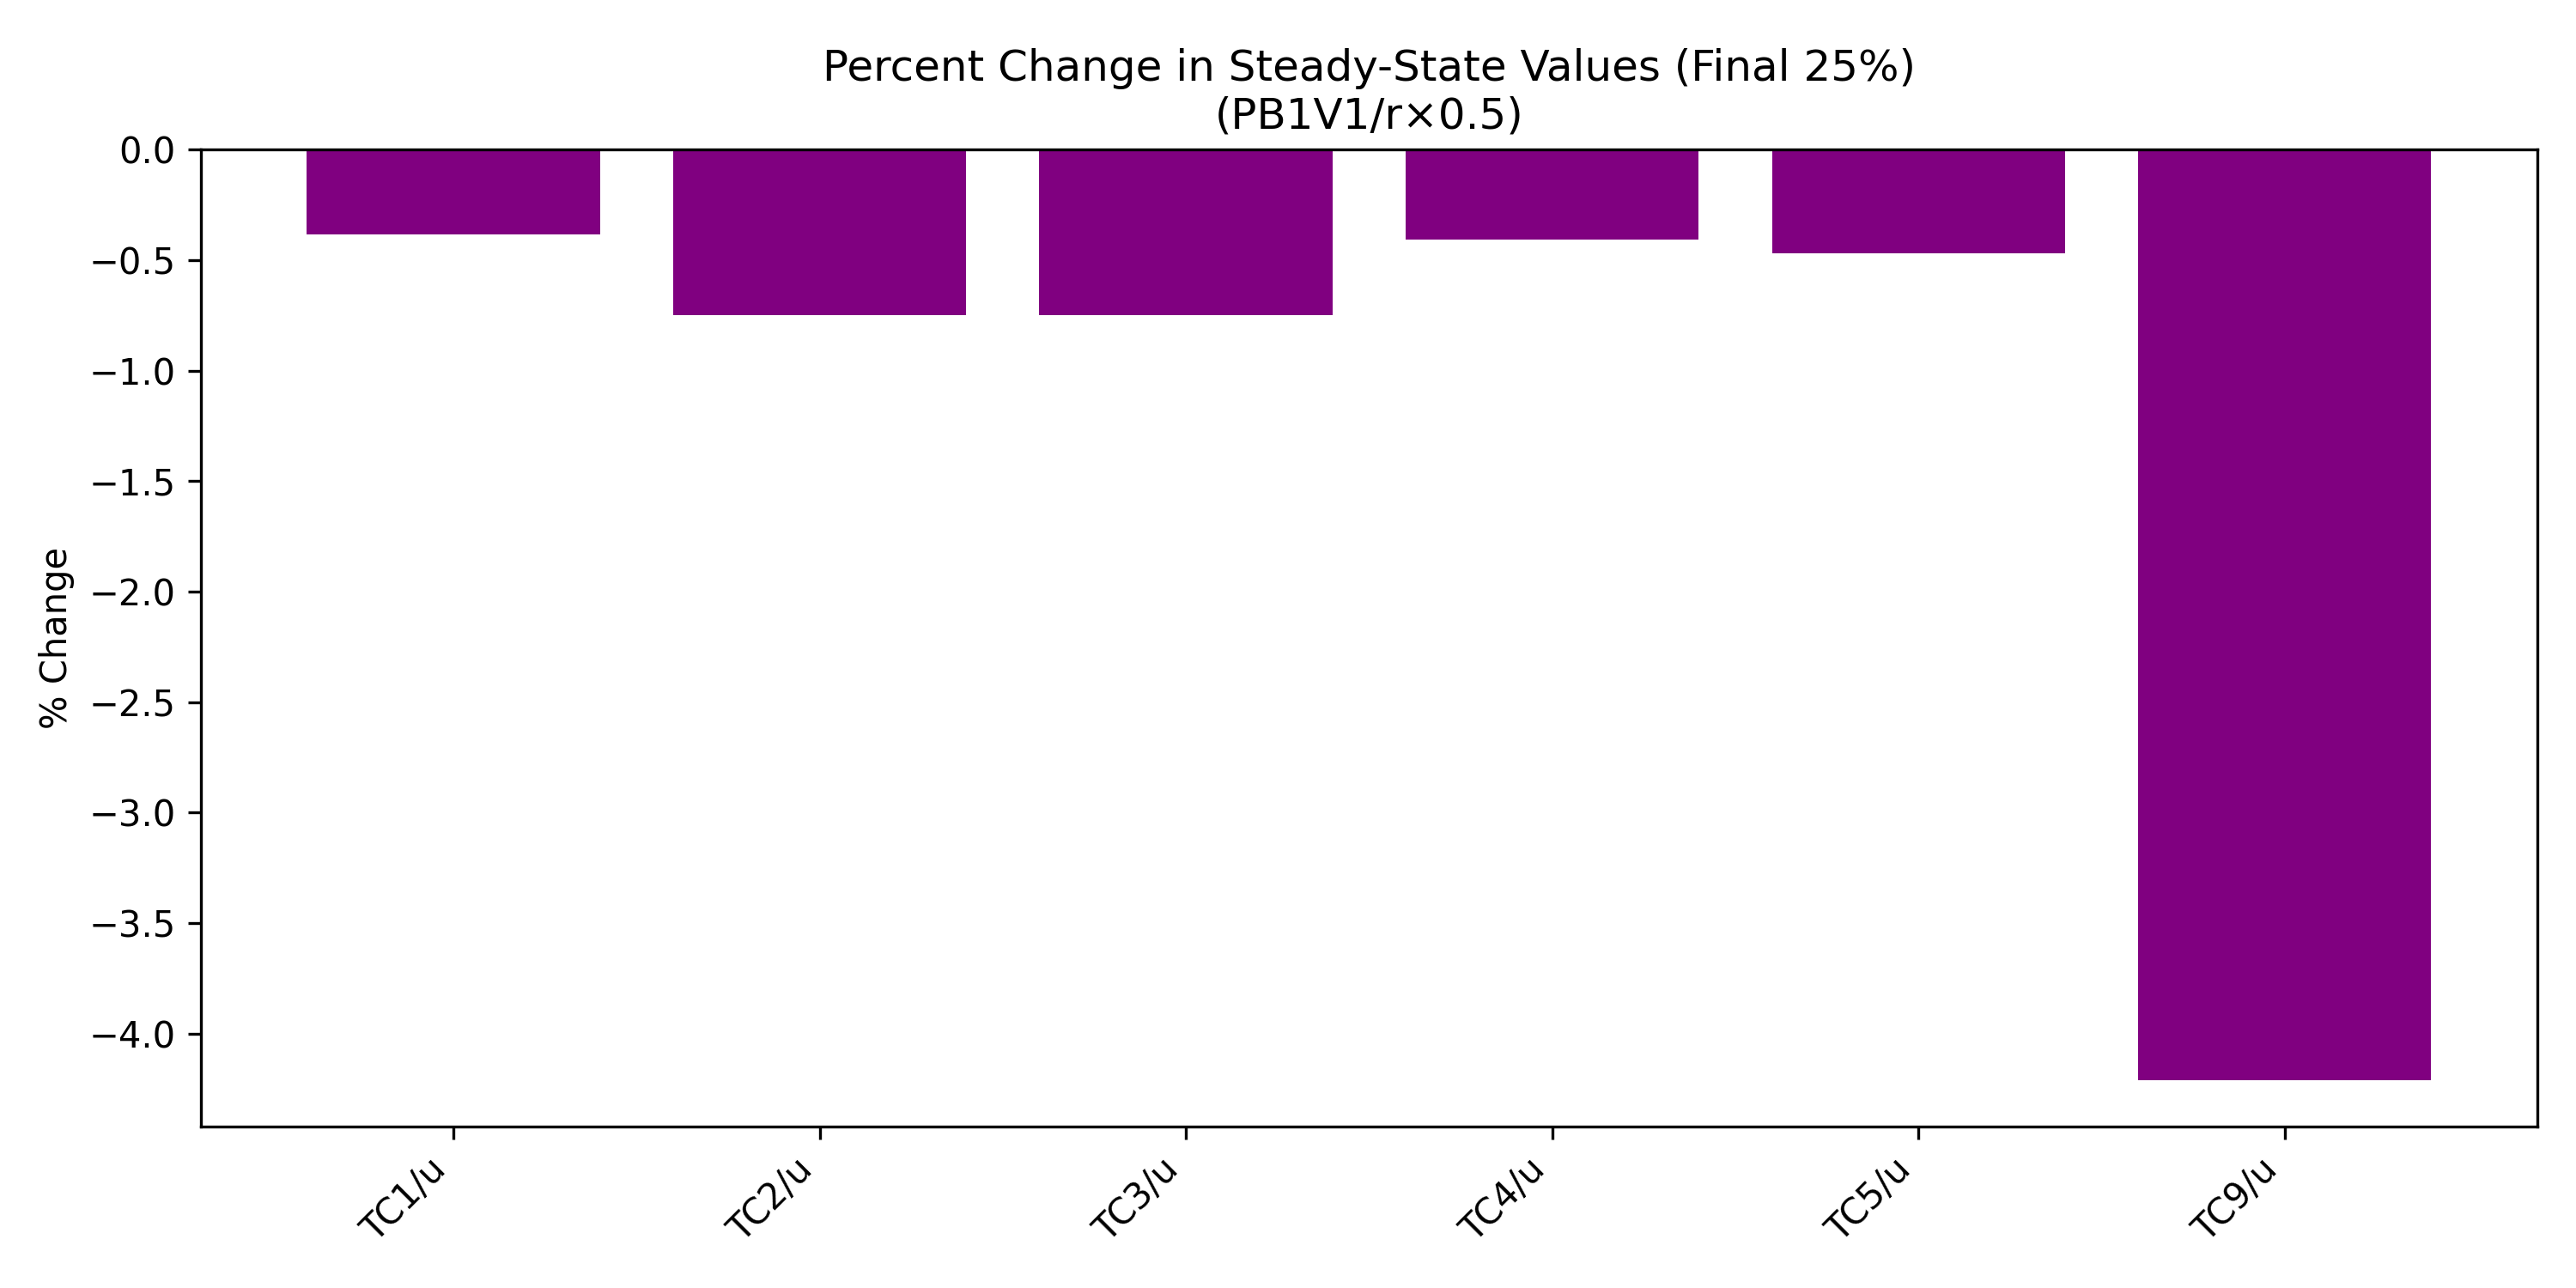 Percent Change in Steady-State Values (Final 25%)
(PB1V1/r×0.5)
% Change
0.0
−0.5
−1.0
−1.5
−2.0
−2.5
−3.0
−3.5
−4.0
TC1/u
TC2/u
TC3/u
TC4/u
TC5/u
TC9/u